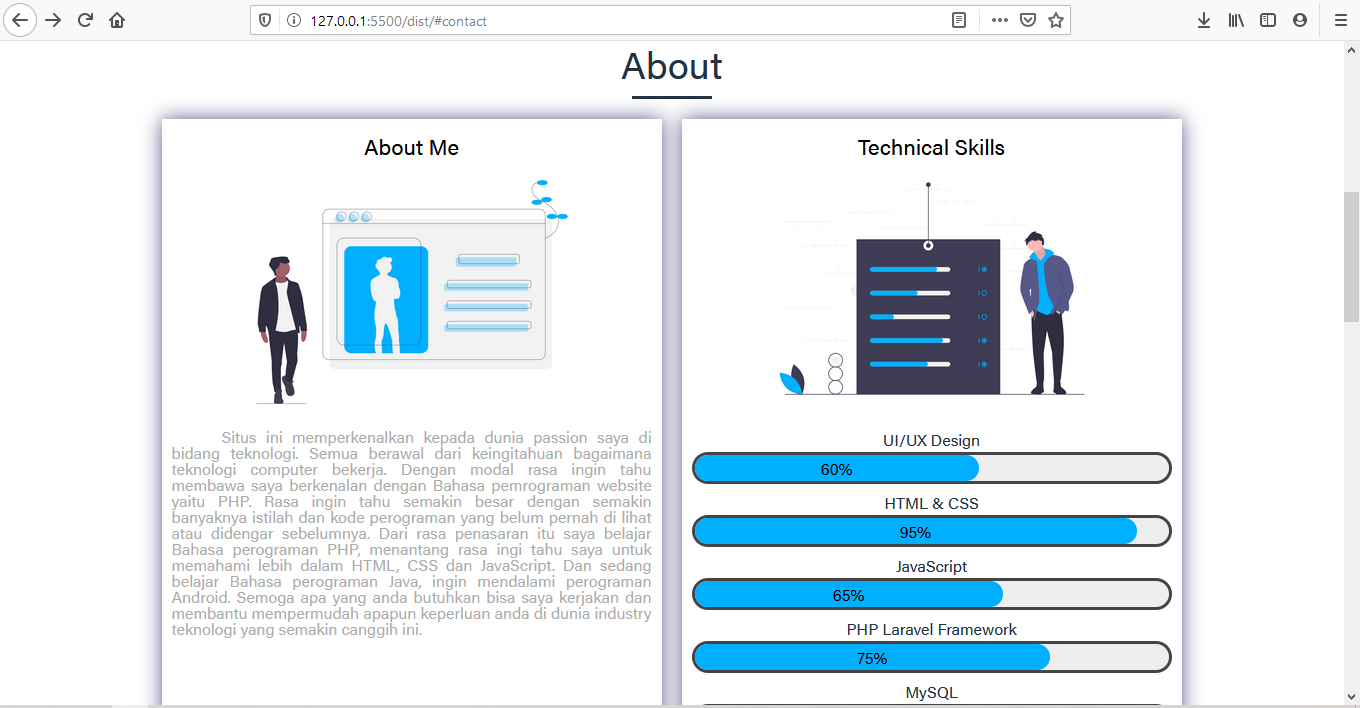 127.0.0.1:5500/dist/#contact
About
About Me
Situs ini memperkenalkan kepada dunia passion saya di
bidang teknologi. Semua berawal dari keingitahuan bagaimana
teknologi computer bekerja. Dengan modal rasa ingin tahu
membawa saya berkenalan dengan Bahasa pemrograman website
yaitu PHP. Rasa ingin tahu semakin besar dengan semakin
banyaknya istilah dan kode perograman yang belum pernah di lihat
atau didengar sebelumnya. Dari rasa penasaran itu saya belajar
Bahasa perograman PHP, menantang rasa ingi tahu saya untuk
memahami lebih dalam HTML, CSS dan JavaScript. Dan sedang
belajar Bahasa perograman Java, ingin mendalami perograman
Android. Semoga apa yang anda butuhkan bisa saya kerjakan dan
membantu mempermudah apapun keperluan anda di dunia industry
teknologi yang semakin canggih ini.
Technical Skills
UI/UX Design
60%
HTML & CSS
95%
JavaScript
65%
PHP Laravel Framework
75%
MySQL